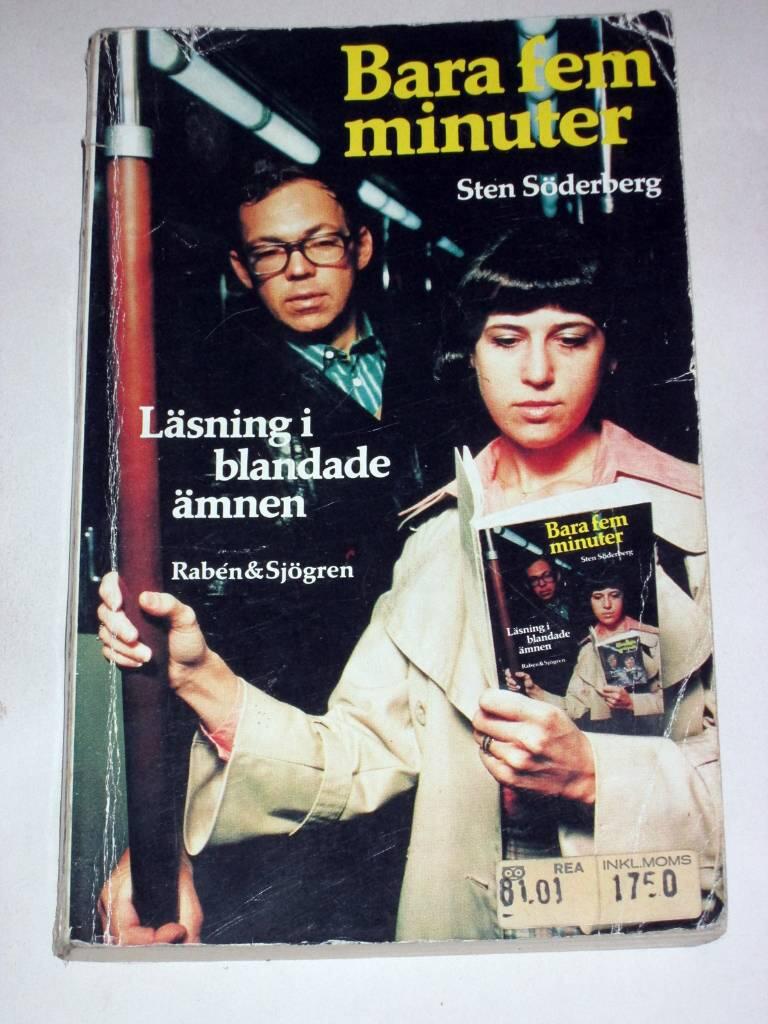 Bara fem
minuter
Sten Söderberg
Läsning i
blandade
ämnen
Rabén&Sjögren
Bara fem
minuter
Sten Söderberg
Läsning i
blandade
ämnen
Rabén&Sjögren
REA
81.01
INKL.MOMS
1750